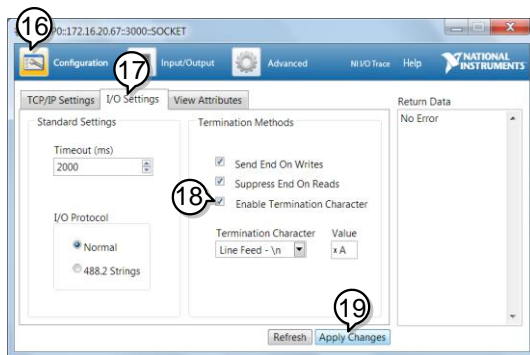 16
P0::172.16.20.67::3000::SOCKET
Configuration
Input/Output
Advanced
NI I/O Trace
Help
NATIONAL
INSTRUMENTS
17
TCP/IP Settings
I/O Settings
View Attributes
Return Data
Standard Settings
Termination Methods
No Error
Timeout (ms)
2000
Send End On Writes
Suppress End On Reads
18
Enable Termination Character
I/O Protocol
Termination Character
Value
Normal
Line Feed - \n
x A
488.2 Strings
19
Refresh
Apply Changes